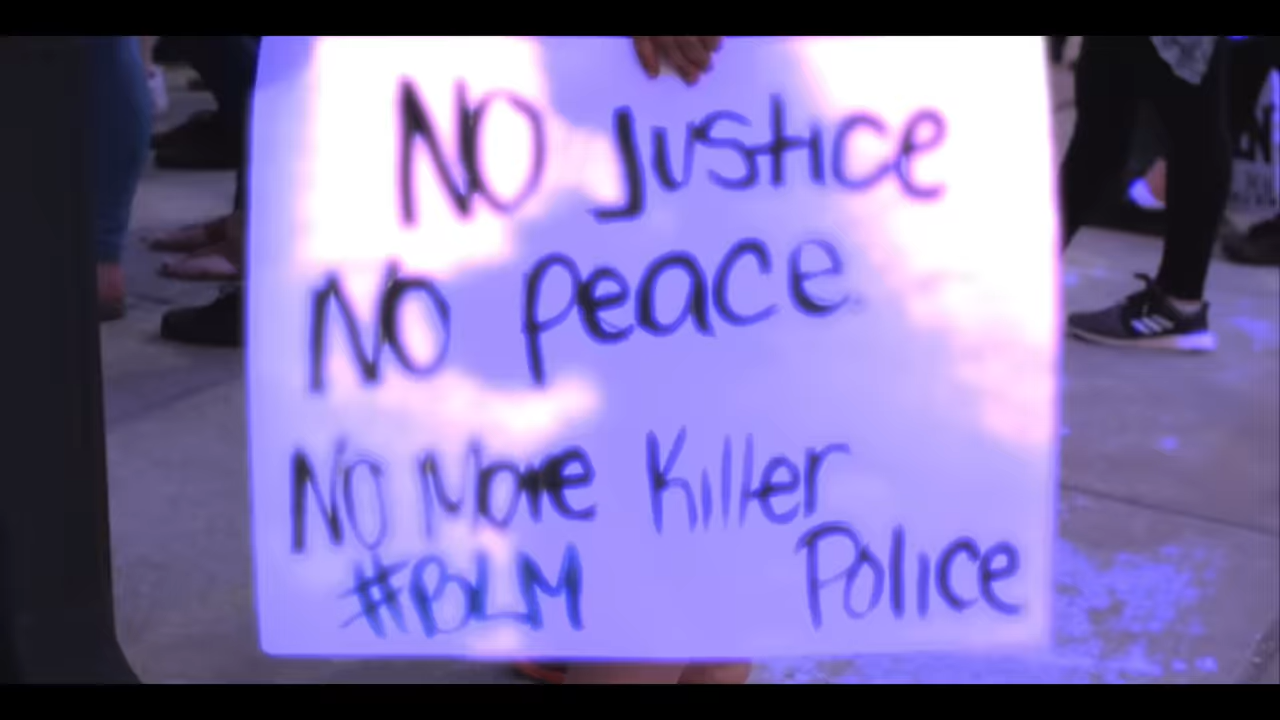 NO Justice
NO Peace
No More Killer
Police
#BLM